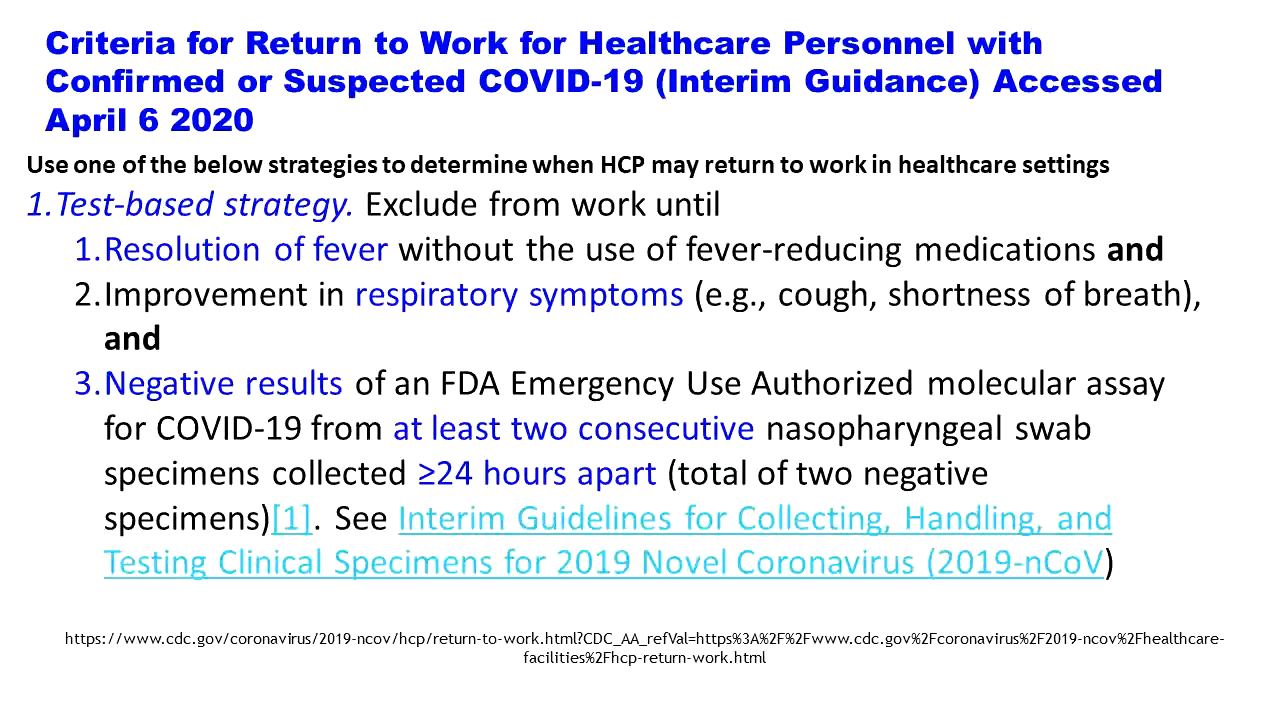 Criteria for Return to Work for Healthcare Personnel with
Confirmed or Suspected COVID-19 (Interim Guidance) Accessed
April 6 2020
Use one of the below strategies to determine when HCP may return to work in healthcare settings
1.Test-based strategy. Exclude from work until
1.Resolution of fever without the use of fever-reducing medications and
2.Improvement in respiratory symptoms (e.g., cough, shortness of breath),
and
3.Negative results of an FDA Emergency Use Authorized molecular assay
for COVID-19 from at least two consecutive nasopharyngeal swab
specimens collected ≥24 hours apart (total of two negative
specimens)[1]. See Interim Guidelines for Collecting, Handling, and
Testing Clinical Specimens for 2019 Novel Coronavirus (2019-nCoV)
https://www.cdc.gov/coronavirus/2019-ncov/hcp/return-to-work.html?CDC_AA_refVal=https%3A%2F%2Fwww.cdc.gov%2Fcoronavirus%2F2019-ncov%2Fhealthcare-
facilities%2Fhcp-return-work.html